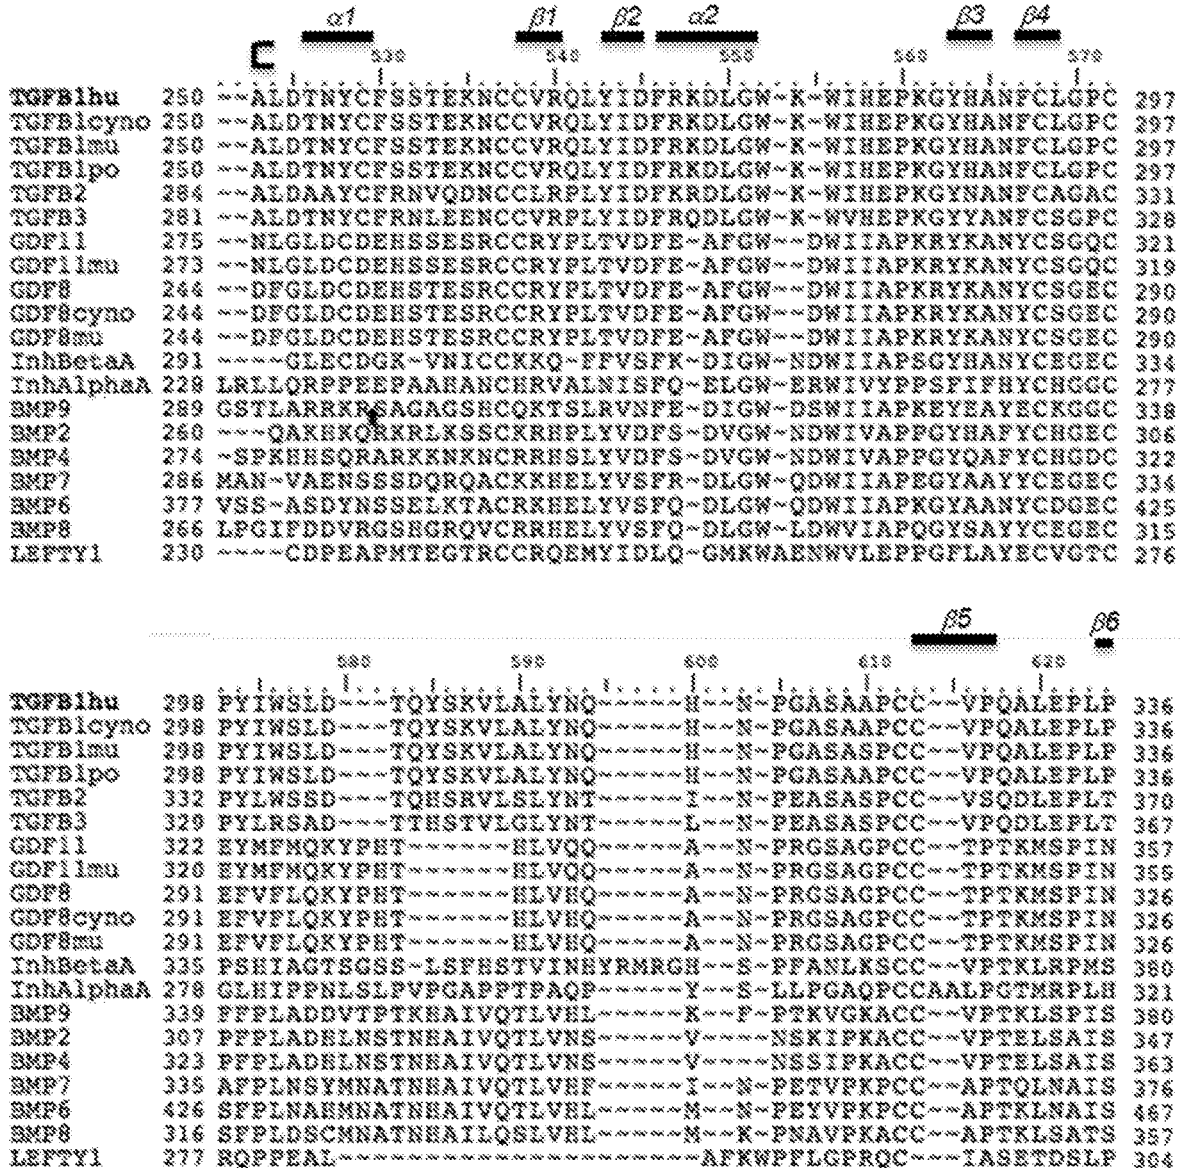 α1 β1 β2 α2 β3 β4
530 540 550 560 570
TGFB1hu 250 ~~ALDTNYCFSSTEKNCCVRQLYIDFRKDLGW~K~WIHEPKGYHANFCLGPC 297
TGFB1cyno 250 ~~ALDTNYCFSSTEKNCCVRQLYIDFRKDLGW~K~WIHEPKGYHANFCLGPC 297
TGFB1mu 250 ~~ALDTNYCFSSTEKNCCVRQLYIDFRKDLGW~K~WIHEPKGYHANFCLGPC 297
TGFB1po 250 ~~ALDTNYCFSSTEKNCCVRQLYIDFRKDLGW~K~WIHEPKGYHANFCLGPC 297
TGFB2 284 ~~ALDAAYCFRNVQDNCCLRPLYIDFKRDLGW~K~WIHEPKGYNANFCAGAC 331
TGFB3 281 ~~ALDTNYCFRNLEENCCVRPLYIDFRQDLGW~K~WVHEPKGYYANFCSGPC 328
GDF11 275 ~~NLGLDCDEHSSESRCCRYPLTVDFE~AFGW~~DWIIAPKRYKANYCSGQC 321
GDF11mu 273 ~~NLGLDCDEHSSESRCCRYPLTVDFE~AFGW~~DWIIAPKRYKANYCSGQC 319
GDF8 244 ~~DFGLDCDEHSTESRCCRYPLTVDFE~AFGW~~DWIIAPKRYKANYCSGEC 290
GDF8cyno 244 ~~DFGLDCDEHSTESRCCRYPLTVDFE~AFGW~~DWIIAPKRYKANYCSGEC 290
GDF8mu 244 ~~DFGLDCDEHSTESRCCRYPLTVDFE~AFGW~~DWIIAPKRYKANYCSGEC 290
InhBetaA 291 ~~~~GLECDGK~VNICCKKQ~FFVSFK~DIGW~NDWIIAPSGYHANYCEGEC 334
InhAlphaA 228 LRLLQRPPEEPAAHANCHRVALNISFQ~ELGW~ERWIVYPPSFIFHYCHGGC 277
BMP9 289 GSTLARRKRSAGAGSHCQKTSLRVNFE~DIGW~DSWIIAPKEYEAYECKGGC 338
BMP2 260 ~~~QAKHKQRKRLKSSCKRHPLYVDFS~DVGW~NDWIVAPPGYHAFYCHGEC 306
BMP4 274 ~SPKHHSQRARKKNKNCRRHSLYVDFS~DVGW~NDWIVAPPGYQAFYCHGDC 322
BMP7 286 MAN~VAENSSSDQRQACKKHELYVSFR~DLGW~QDWIIAPEGYAAYYCEGEC 334
BMP6 377 VSS~ASDYNSSELKTACRKHELYVSFQ~DLGW~QDWIIAPKGYAANYCDGEC 425
BMP8 266 LPGIFDDVRGSHGRQVCRRHELYVSFQ~DLGW~LDWVIAPQGYSAYYCEGEC 315
LEFTY1 230 ~~~~CDPEAPMTEGTRCCRQEMYIDLQ~GMKWAENWVLEPPGFLAYECVGTC 276
β5 β6
580 590 600 610 620
TGFB1hu 298 PYIWSLD~~~TQYSKVLALYNQ~~~~~H~~N~PGASAAPCC~~VPQALEPLP 336
TGFB1cyno 298 PYIWSLD~~~TQYSKVLALYNQ~~~~~H~~N~PGASAAPCC~~VPQALEPLP 336
TGFB1mu 298 PYIWSLD~~~TQYSKVLALYNQ~~~~~H~~N~PGASASPCC~~VPQALEPLP 336
TGFB1po 298 PYIWSLD~~~TQYSKVLALYNQ~~~~~H~~N~PGASAAPCC~~VPQALEPLP 336
TGFB2 332 PYLWSSD~~~TQHSRVLSLYNT~~~~~I~~N~PEASASPCC~~VSQDLEPLT 370
TGFB3 329 PYLRSAD~~~TTHSTVLGLYNT~~~~~L~~N~PEASASPCC~~VPQDLEPLT 367
GDF11 322 EYMFMQKYPHT~~~~~~HLVQQ~~~~~A~~N~PRGSAGPCC~~TPTKMSPIN 357
GDF11mu 320 EYMFMQKYPHT~~~~~~HLVQQ~~~~~A~~N~PRGSAGPCC~~TPTKMSPIN 355
GDF8 291 EFVFLQKYPHT~~~~~~HLVHQ~~~~~A~~N~PRGSAGPCC~~TPTKMSPIN 326
GDF8cyno 291 EFVFLQKYPHT~~~~~~HLVHQ~~~~~A~~N~PRGSAGPCC~~TPTKMSPIN 326
GDF8mu 291 EFVFLQKYPHT~~~~~~HLVHQ~~~~~A~~N~PRGSAGPCC~~TPTKMSPIN 326
InhBetaA 335 PSHIAGTSGSS~LSFHSTVINHYRMRGH~~S~PFANLKSCC~~VPTKLRPMS 380
InhAlphaA 278 GLHIPPNLSLPVPGAPPTPAQP~~~~~Y~~S~LLPGAQPCCAALPGTMRPLH 321
BMP9 339 FFPLADDVTPTKHAIVQTLVHL~~~~~K~~F~PTKVGKACC~~VPTKLSPIS 380
BMP2 307 PFPLADHLNSTNHAIVQTLVNS~~~~~V~~~~NSKIPKACC~~VPTELSAIS 347
BMP4 323 PFPLADHLNSTNHAIVQTLVNS~~~~~V~~~~NSSIPKACC~~VPTELSAIS 363
BMP7 335 AFPLNSYMNATNHAIVQTLVHF~~~~~I~~N~PETVPKPCC~~APTQLNAIS 376
BMP6 426 SFPLNAHMNATNHAIVQTLVHL~~~~~M~~N~PEYVPKPCC~~APTKLNAIS 467
BMP8 316 SFPLDSCMNATNHAILQSLVHL~~~~~M~~K~PNAVPKACC~~APTKLSATS 357
LEFTY1 277 RQPPEAL~~~~~~~~~~~~~~~~~~~~~AFKWPFLGPRQC~~IASETDSLP 304